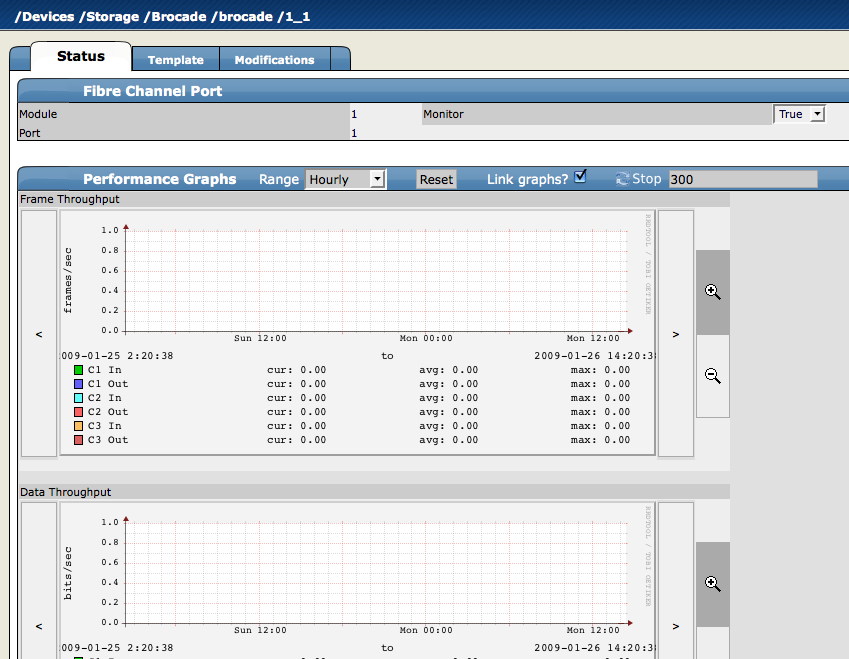 /Devices /Storage /Brocade /brocade /1_1
Status Template Modifications
Fibre Channel Port
Module 1 Monitor True
Port 1
Performance Graphs Range Hourly Reset Link graphs? Stop 300
Frame Throughput
1.0
0.8
0.6
0.4
0.2
0.0
frames/sec
RRDTOOL / TOBI OETIKER
Sun 12:00 Mon 00:00 Mon 12:00
< >
009-01-25 2:20:38 to 2009-01-26 14:20:3
C1 In cur: 0.00 avg: 0.00 max: 0.00
C1 Out cur: 0.00 avg: 0.00 max: 0.00
C2 In cur: 0.00 avg: 0.00 max: 0.00
C2 Out cur: 0.00 avg: 0.00 max: 0.00
C3 In cur: 0.00 avg: 0.00 max: 0.00
C3 Out cur: 0.00 avg: 0.00 max: 0.00
Data Throughput
1.0
0.8
0.6
0.4
0.2
0.0
bits/sec
RRDTOOL / TOBI OETIKER
Sun 12:00 Mon 00:00 Mon 12:00
< >
009-01-25 2:20:38 to 2009-01-26 14:20:3